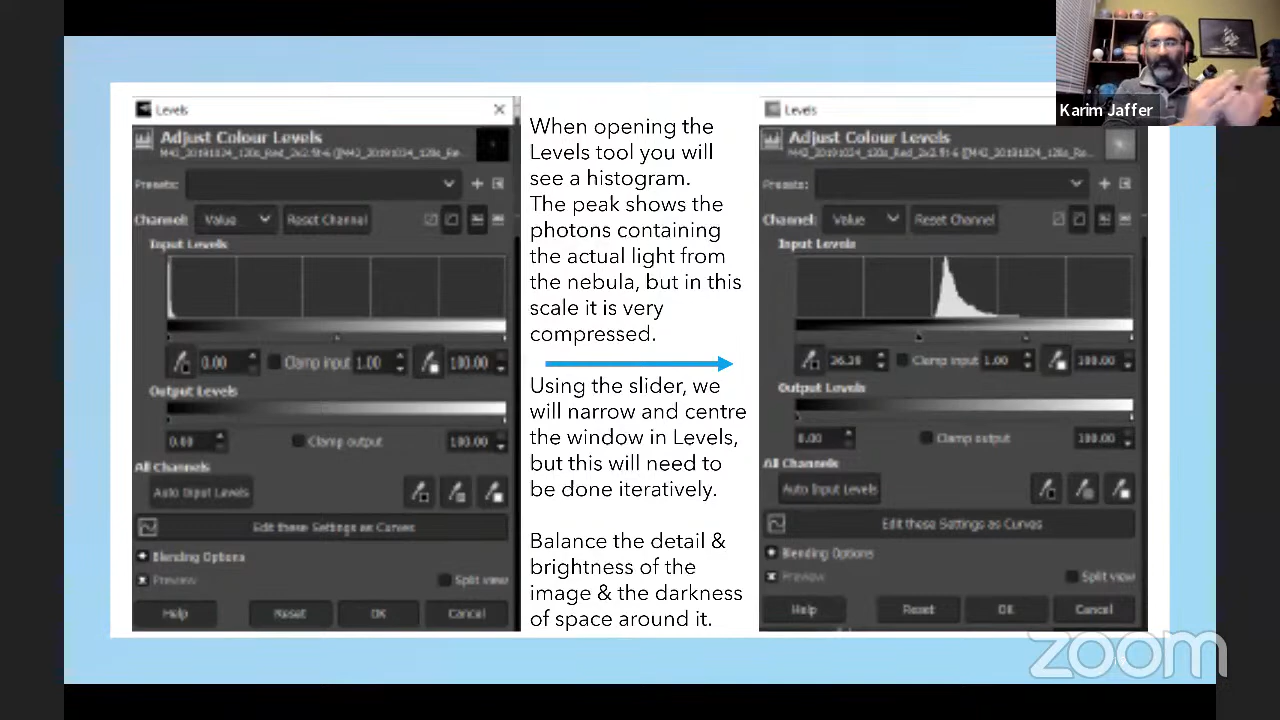 Levels
Adjust Colour Levels
M42_20191024_120s_Red_2x2.fit-6 ([M42_20191024_120s_Re...
Presets:
Channel: Value Reset Channel
Input Levels
0.00 Clamp input 1.00 100.00
Output Levels
0.00 Clamp output 100.00
All Channels
Auto Input Levels
Edit these Settings as Curves
Blending Options
Preview Split view
Help Reset OK Cancel
When opening the
Levels tool you will
see a histogram.
The peak shows the
photons containing
the actual light from
the nebula, but in this
scale it is very
compressed.
Using the slider, we
will narrow and centre
the window in Levels,
but this will need to
be done iteratively.
Balance the detail &
brightness of the
image & the darkness
of space around it.
Levels
Adjust Colour Levels
M42_20191024_120s_Red_2x2.fit-6 ([M42_20191024_120s_Re...
Presets:
Channel: Value Reset Channel
Input Levels
Clamp input 1.00 100.00
Output Levels
0.00 Clamp output 100.00
All Channels
Auto Input Levels
Edit these Settings as Curves
Blending Options
Preview Split view
Help Reset OK Cancel
Karim Jaffer
zoom